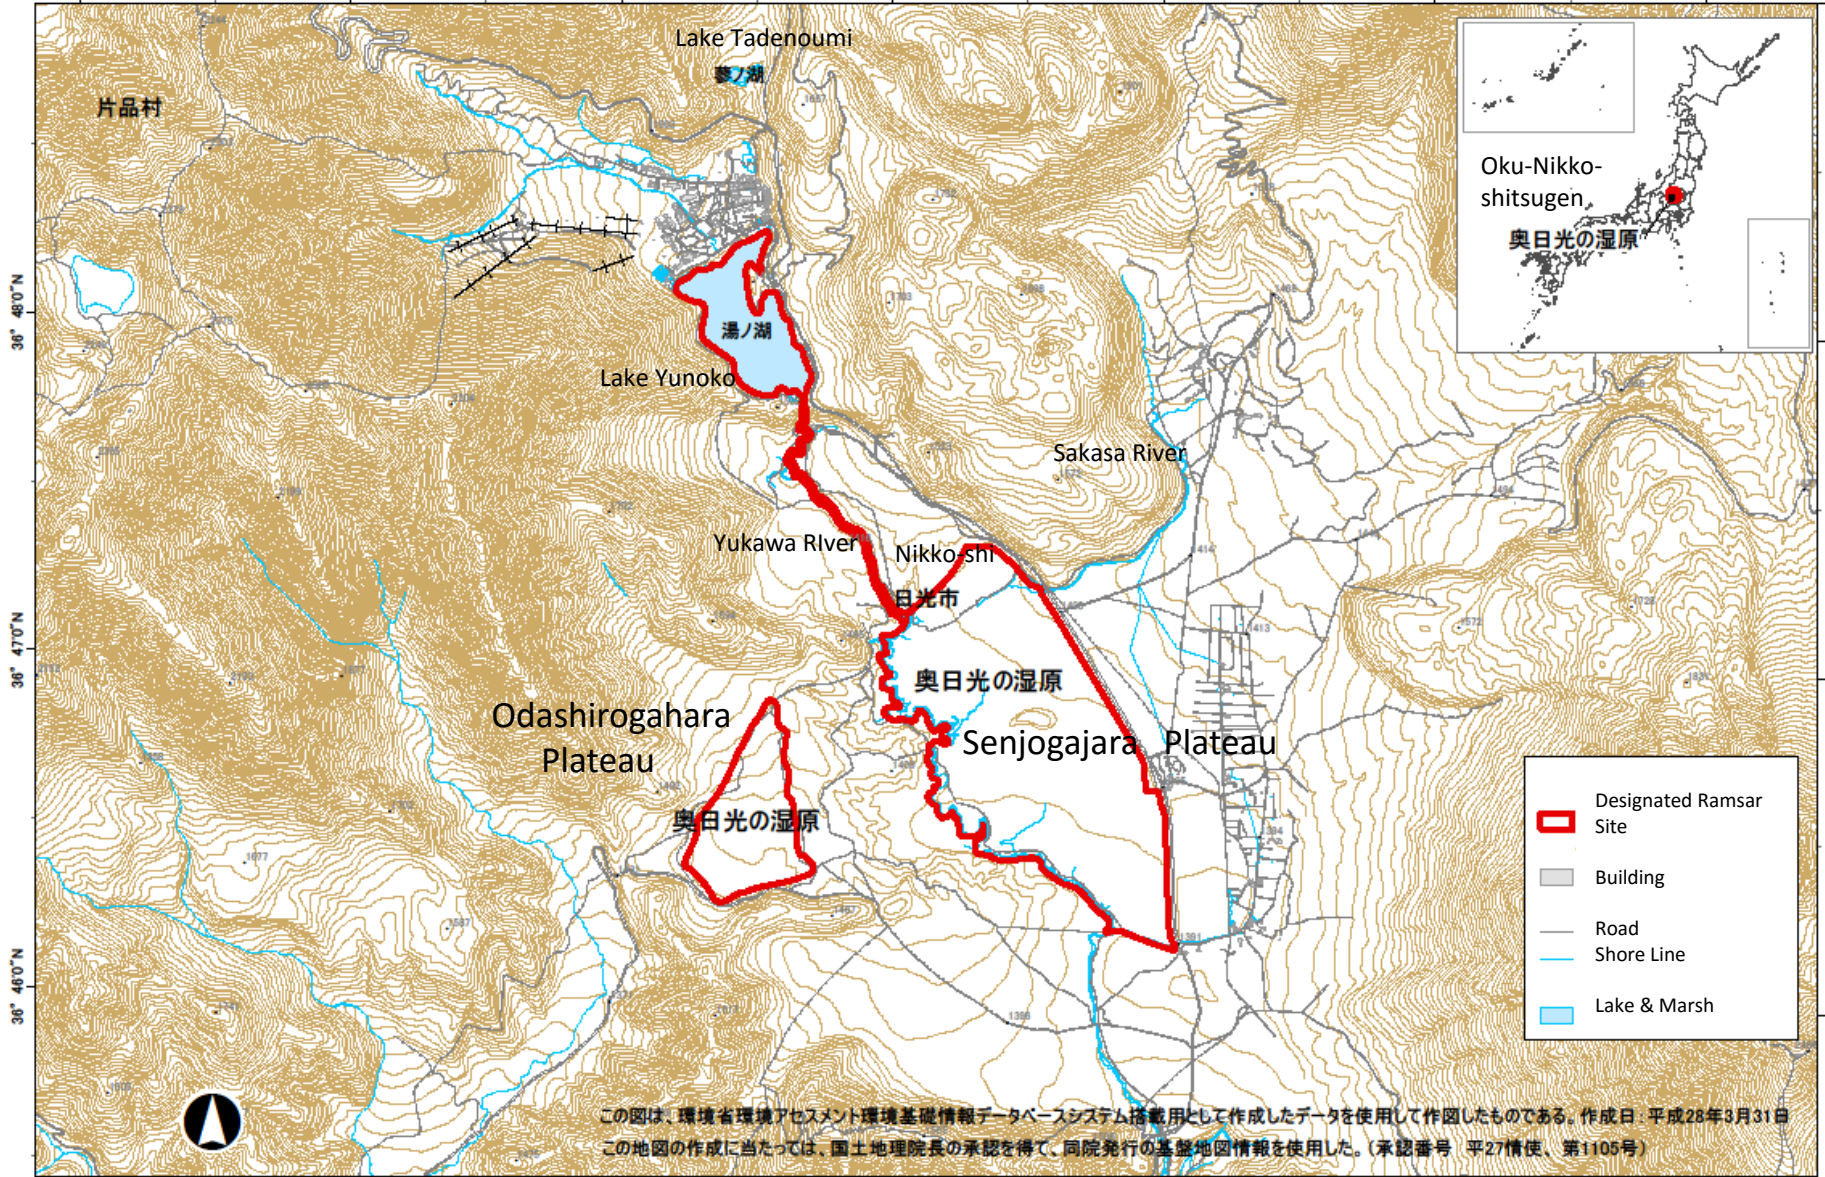 Lake Tadenoumi
蓼ノ湖
片品村
Oku-Nikko-
shitsugen
奥日光の湿原
36° 48'0"N
湯ノ湖
Lake Yunoko
Sakasa River
Yukawa RIver
Nikko-shi
日光市
36° 47'0"N
奥日光の湿原
Odashirogahara
Plateau
Senjogajara Plateau
奥日光の湿原
Designated Ramsar
Site
Building
Road
Shore Line
Lake & Marsh
36° 46'0"N
1413
1391
この図は、環境省環境アセスメント環境基礎情報データベースシステム搭載用として作成したデータを使用して作図したものである。作成日：平成28年3月31日
この地図の作成に当たっては、国土地理院長の承認を得て、同院発行の基盤地図情報を使用した。（承認番号 平27情使、第1105号）